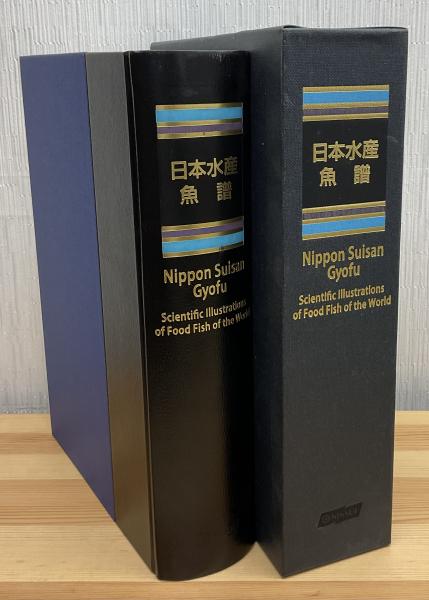 日本水産
魚譜
Nippon Suisan
Gyofu
Scientific Illustrations
of Food Fish of the World
日本水産
魚譜
Nippon Suisan
Gyofu
Scientific Illustrations
of Food Fish of the World